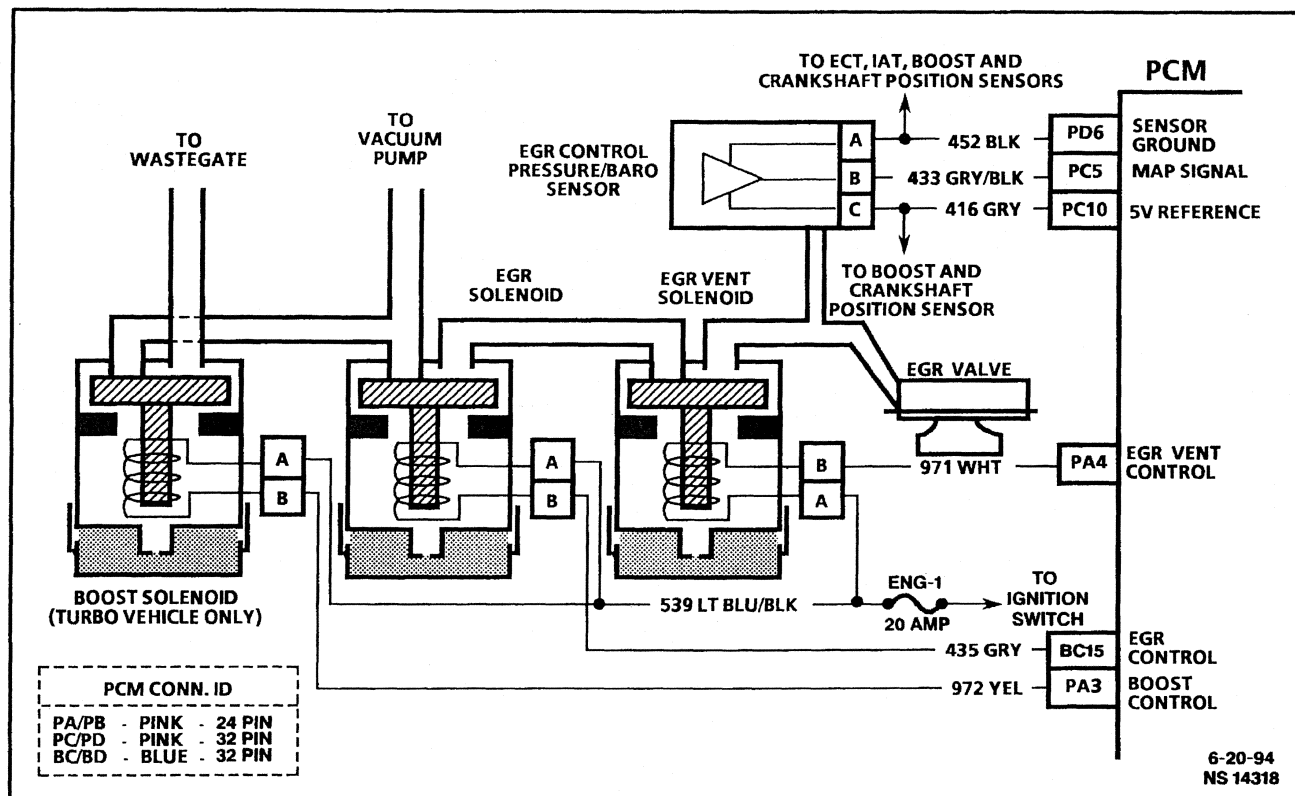 TO ECT, IAT, BOOST AND
CRANKSHAFT POSITION SENSORS
PCM
TO
WASTEGATE
TO
VACUUM
PUMP
EGR CONTROL
PRESSURE/BARO
SENSOR
A
B
C
452 BLK
433 GRY/BLK
416 GRY
PD6
PC5
PC10
SENSOR
GROUND
MAP SIGNAL
5V REFERENCE
EGR
SOLENOID
EGR VENT
SOLENOID
TO BOOST AND
CRANKSHAFT
POSITION SENSOR
EGR VALVE
A
B
A
B
B
A
971 WHT
PA4
EGR VENT
CONTROL
BOOST SOLENOID
(TURBO VEHICLE ONLY)
539 LT BLU/BLK
ENG-1
20 AMP
TO
IGNITION
SWITCH
435 GRY
BC15
EGR
CONTROL
972 YEL
PA3
BOOST
CONTROL
PCM CONN. ID
PA/PB - PINK - 24 PIN
PC/PD - PINK - 32 PIN
BC/BD - BLUE - 32 PIN
6-20-94
NS 14318